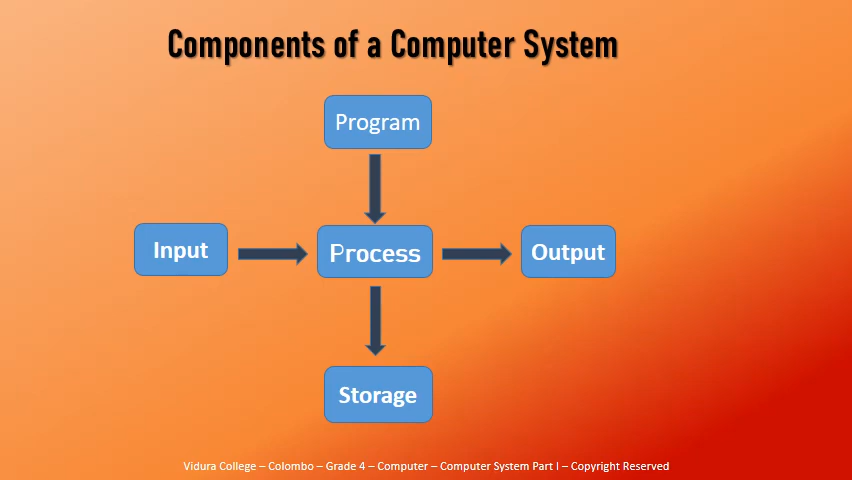 Components of a Computer System
Program
Input
Process
Output
Storage
Vidura College – Colombo – Grade 4 – Computer – Computer System Part I – Copyright Reserved